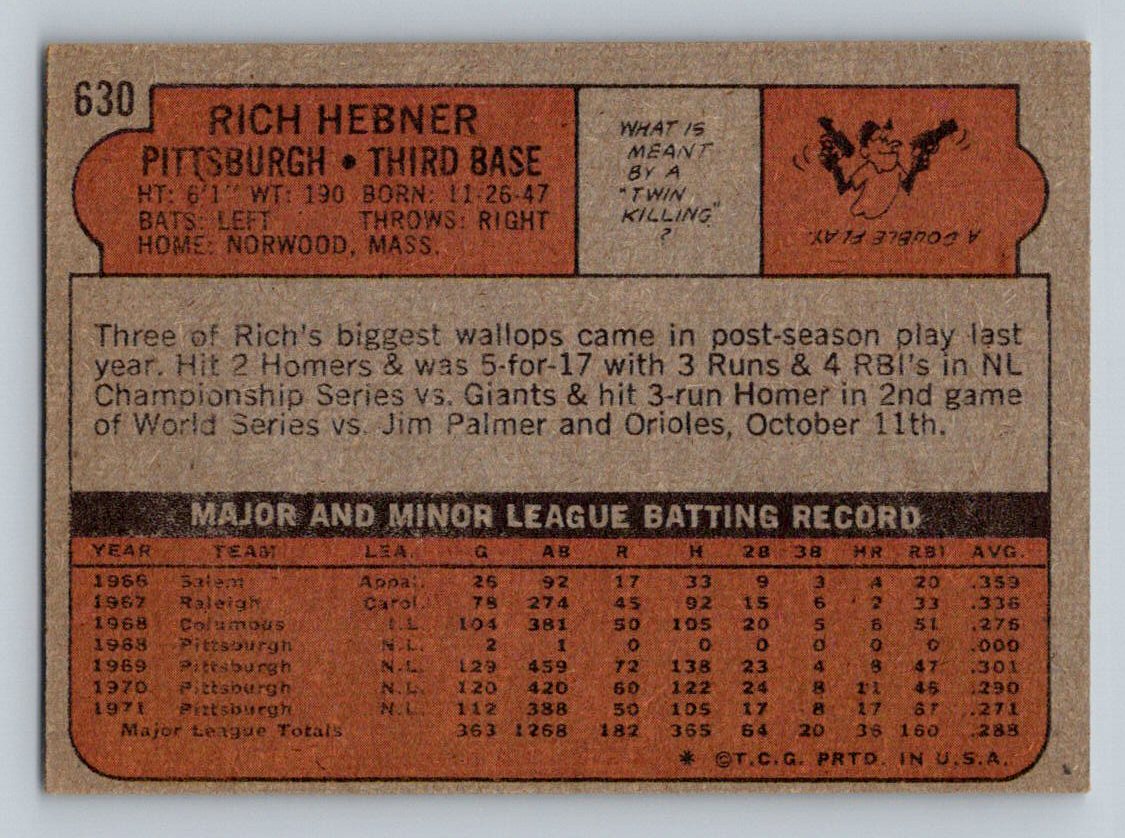 630
RICH HEBNER
PITTSBURGH • THIRD BASE
HT: 6'1" WT: 190 BORN: 11-26-47
BATS: LEFT THROWS: RIGHT
HOME: NORWOOD, MASS.
WHAT IS
MEANT
BY A
"TWIN
KILLING"
?
A DOUBLE PLAY.
Three of Rich's biggest wallops came in post-season play last
year. Hit 2 Homers & was 5-for-17 with 3 Runs & 4 RBI's in NL
Championship Series vs. Giants & hit 3-run Homer in 2nd game
of World Series vs. Jim Palmer and Orioles, October 11th.
MAJOR AND MINOR LEAGUE BATTING RECORD
YEAR TEAM LEA. G AB R H 2B 3B HR RBI AVG.
1966 Salem Appal. 26 92 17 33 9 3 4 20 .359
1967 Raleigh Carol. 78 274 45 92 15 6 2 33 .336
1968 Columbus I.L. 104 381 50 105 20 5 6 51 .276
1968 Pittsburgh N.L. 2 1 0 0 0 0 0 0 .000
1969 Pittsburgh N.L. 129 459 72 138 23 4 8 47 .301
1970 Pittsburgh N.L. 120 420 60 122 24 8 11 46 .290
1971 Pittsburgh N.L. 112 388 50 105 17 8 17 67 .271
Major League Totals 363 1268 182 365 64 20 36 160 .288
* ©T.C.G. PRTD. IN U.S.A.